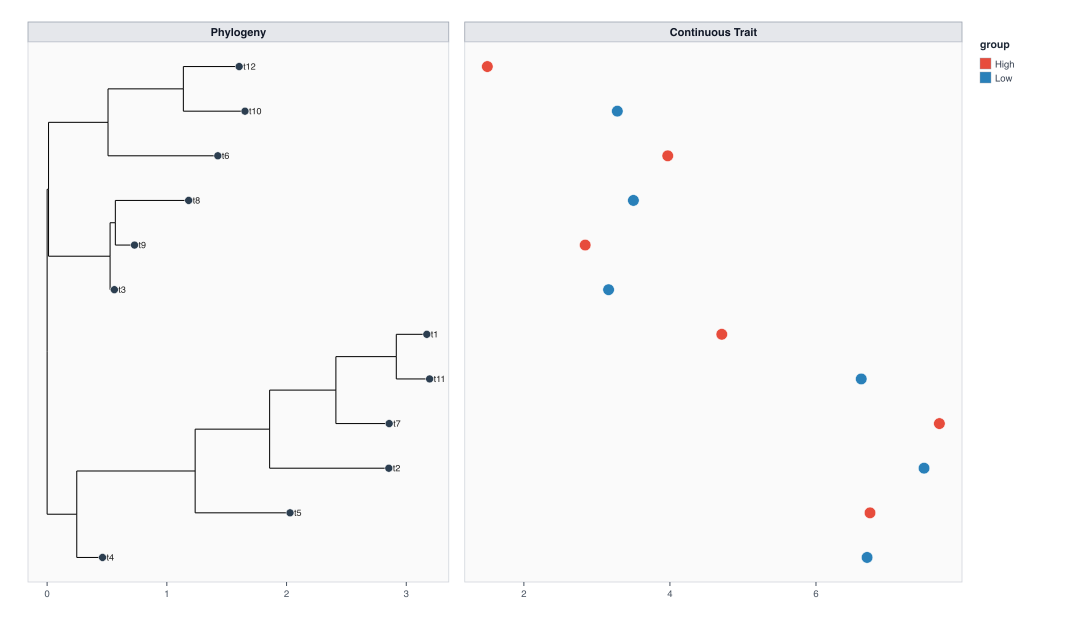 Phylogeny
Continuous Trait
group
High
Low
t12
t10
t6
t8
t9
t3
t1
t11
t7
t2
t5
t4
0 1 2 3
2 4 6